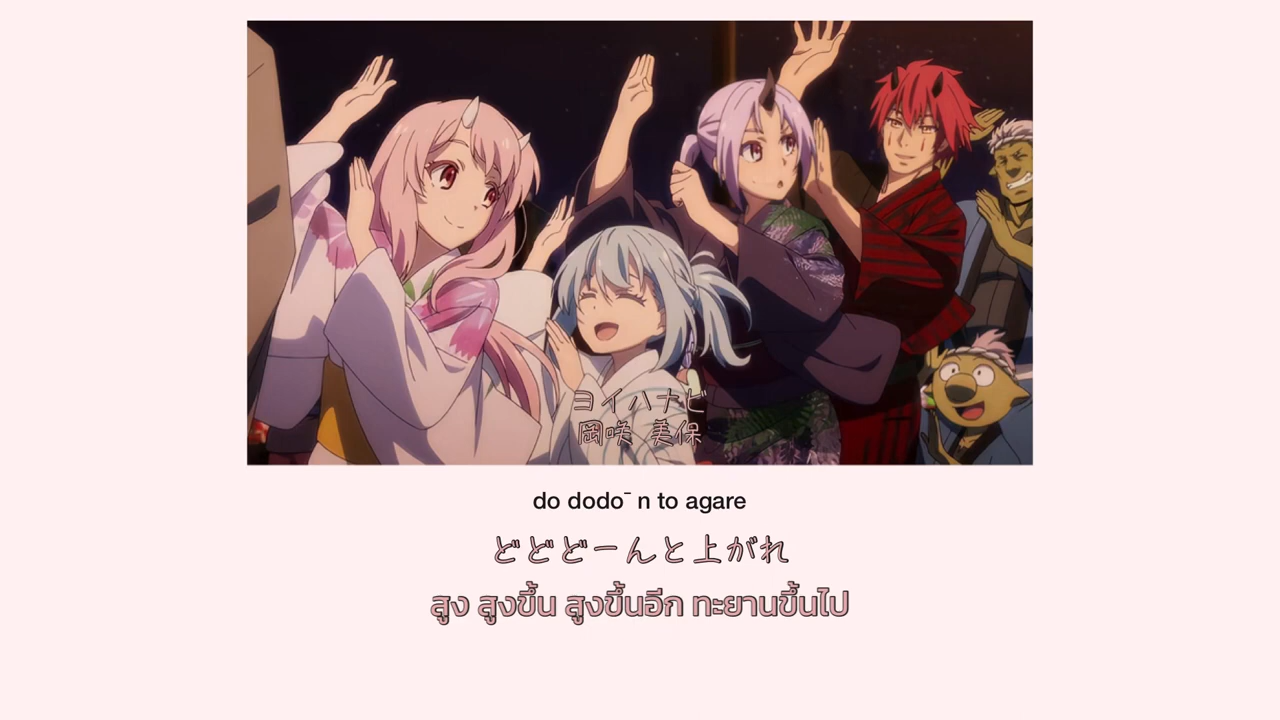 ヨイハナビ
岡咲 美保
do dodo¯ n to agare
どどどーんと上がれ
สูง สูงขึ้น สูงขึ้นอีก ทะยานขึ้นไป